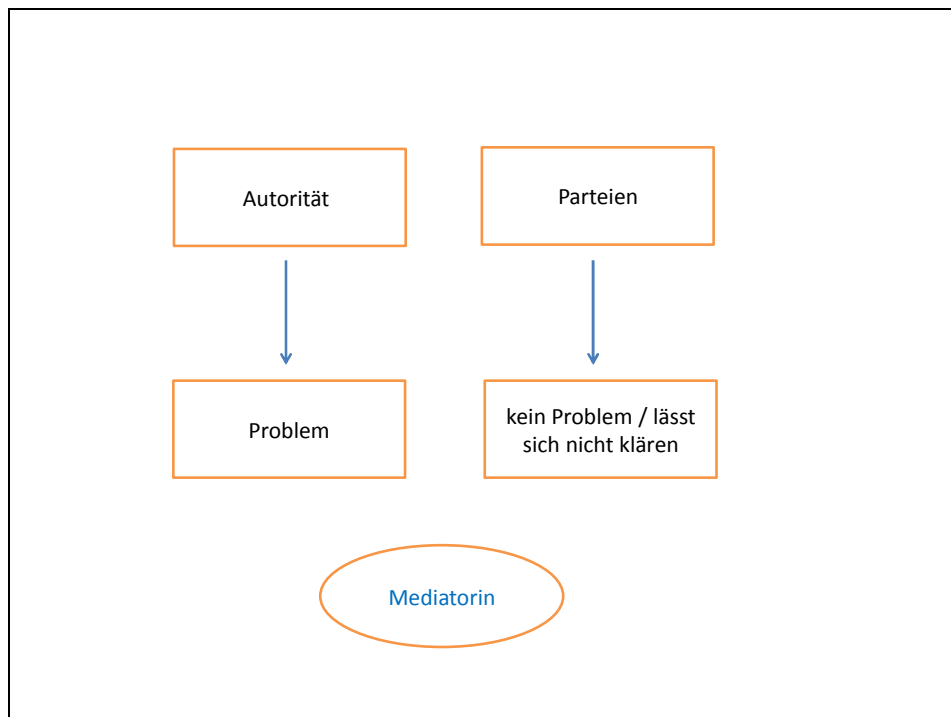 Autorität
Parteien
Problem
kein Problem / lässt
sich nicht klären
Mediatorin